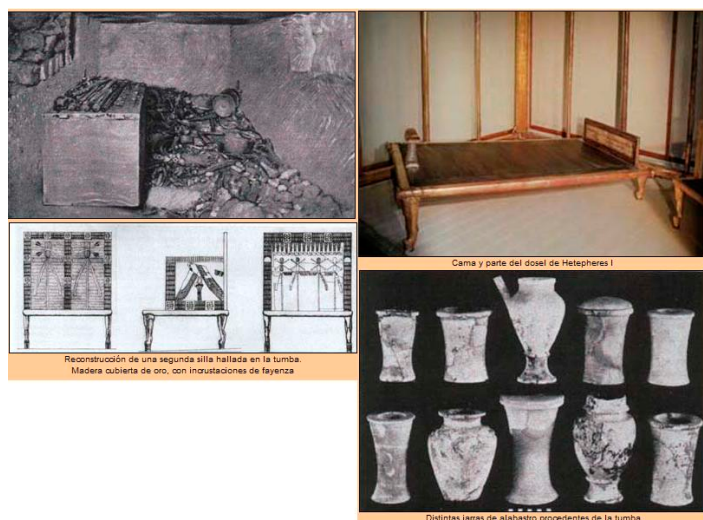 Reconstrucción de una segunda silla hallada en la tumba.
Madera cubierta de oro, con incrustaciones de fayenza
Cama y parte del dosel de Hetepheres I
Distintas jarras de alabastro procedentes de la tumba